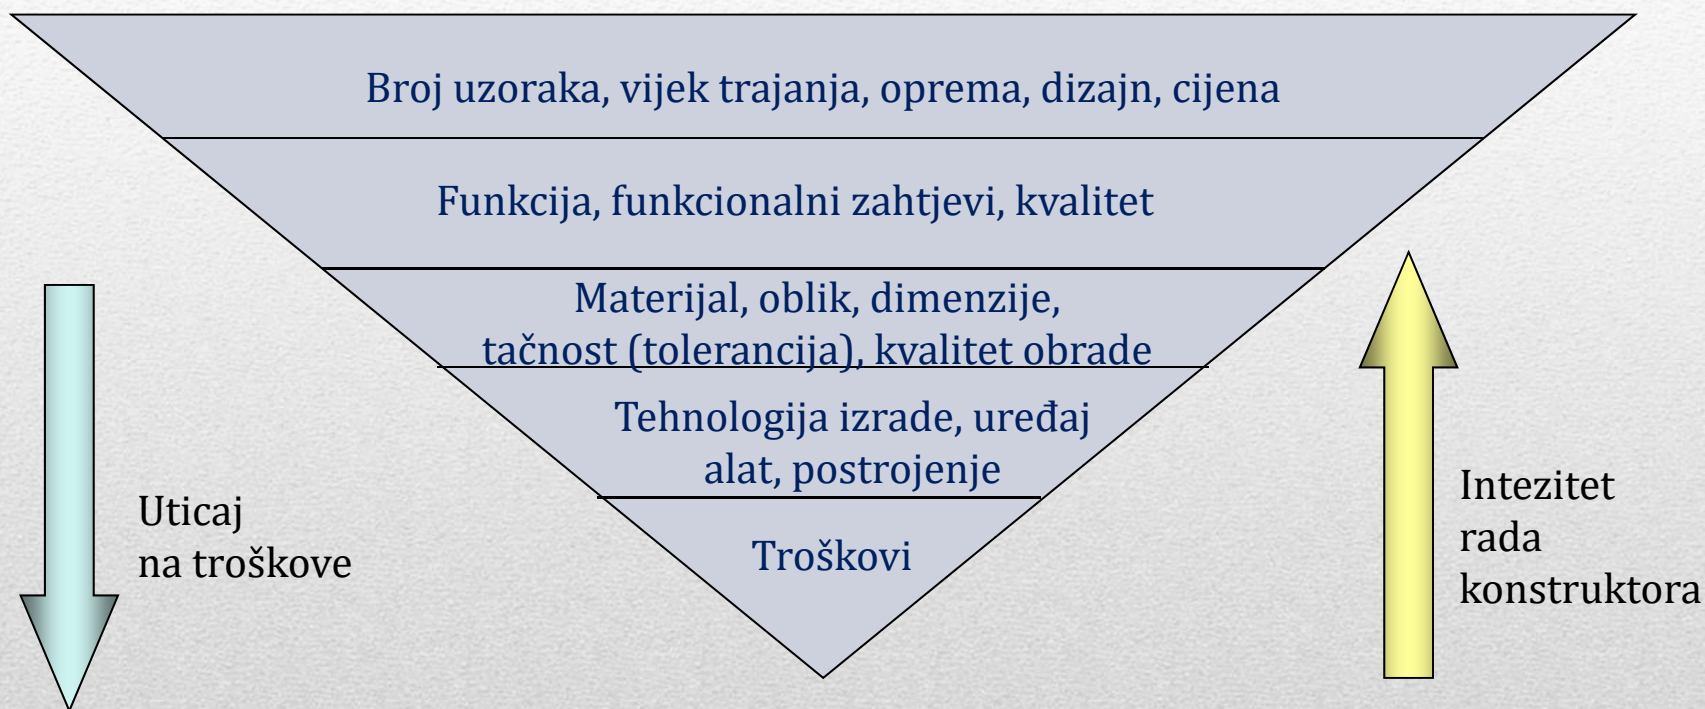 Broj uzoraka, vijek trajanja, oprema, dizajn, cijena
Funkcija, funkcionalni zahtjevi, kvalitet
Materijal, oblik, dimenzije,
tačnost (tolerancija), kvalitet obrade
Tehnologija izrade, uređaj
alat, postrojenje
Troškovi
Uticaj
na troškove
Intezitet
rada
konstruktora